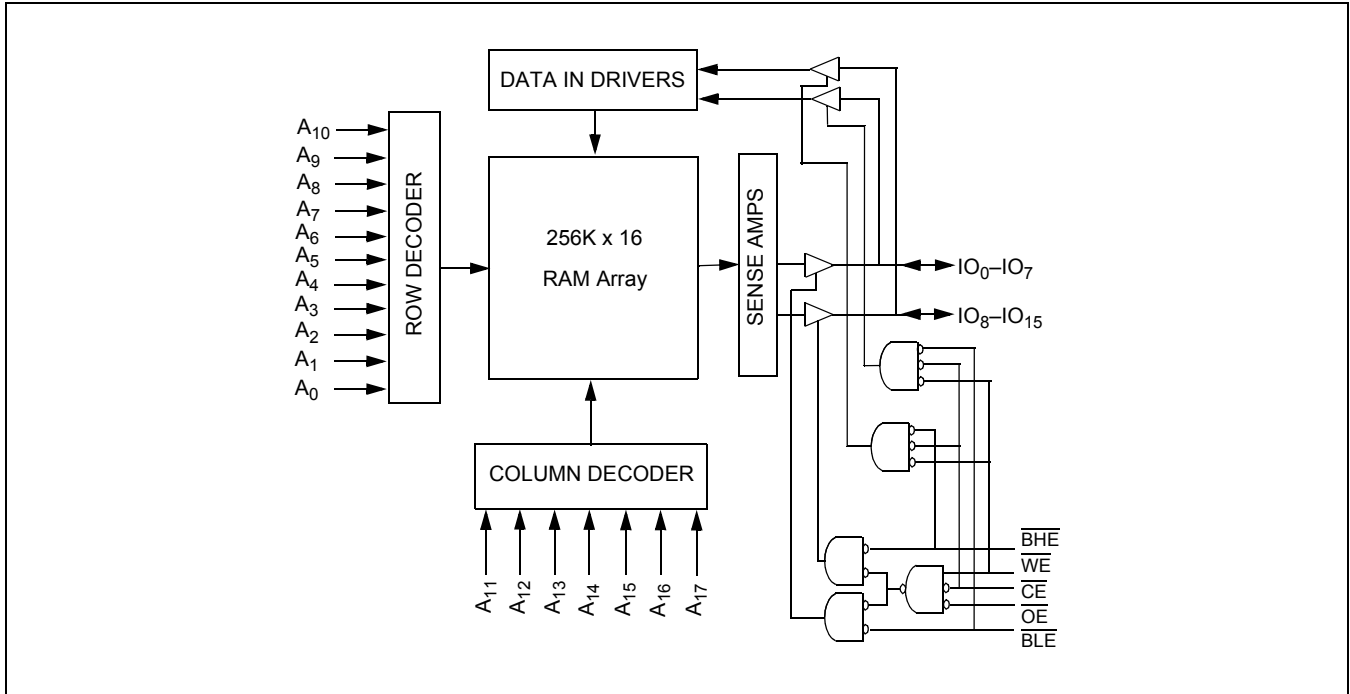 DATA IN DRIVERS
A10
A9
A8
A7
A6
A5
A4
A3
A2
A1
A0
ROW DECODER
256K x 16
RAM Array
SENSE AMPS
IO0–IO7
IO8–IO15
COLUMN DECODER
A11
A12
A13
A14
A15
A16
A17
BHE
WE
CE
OE
BLE